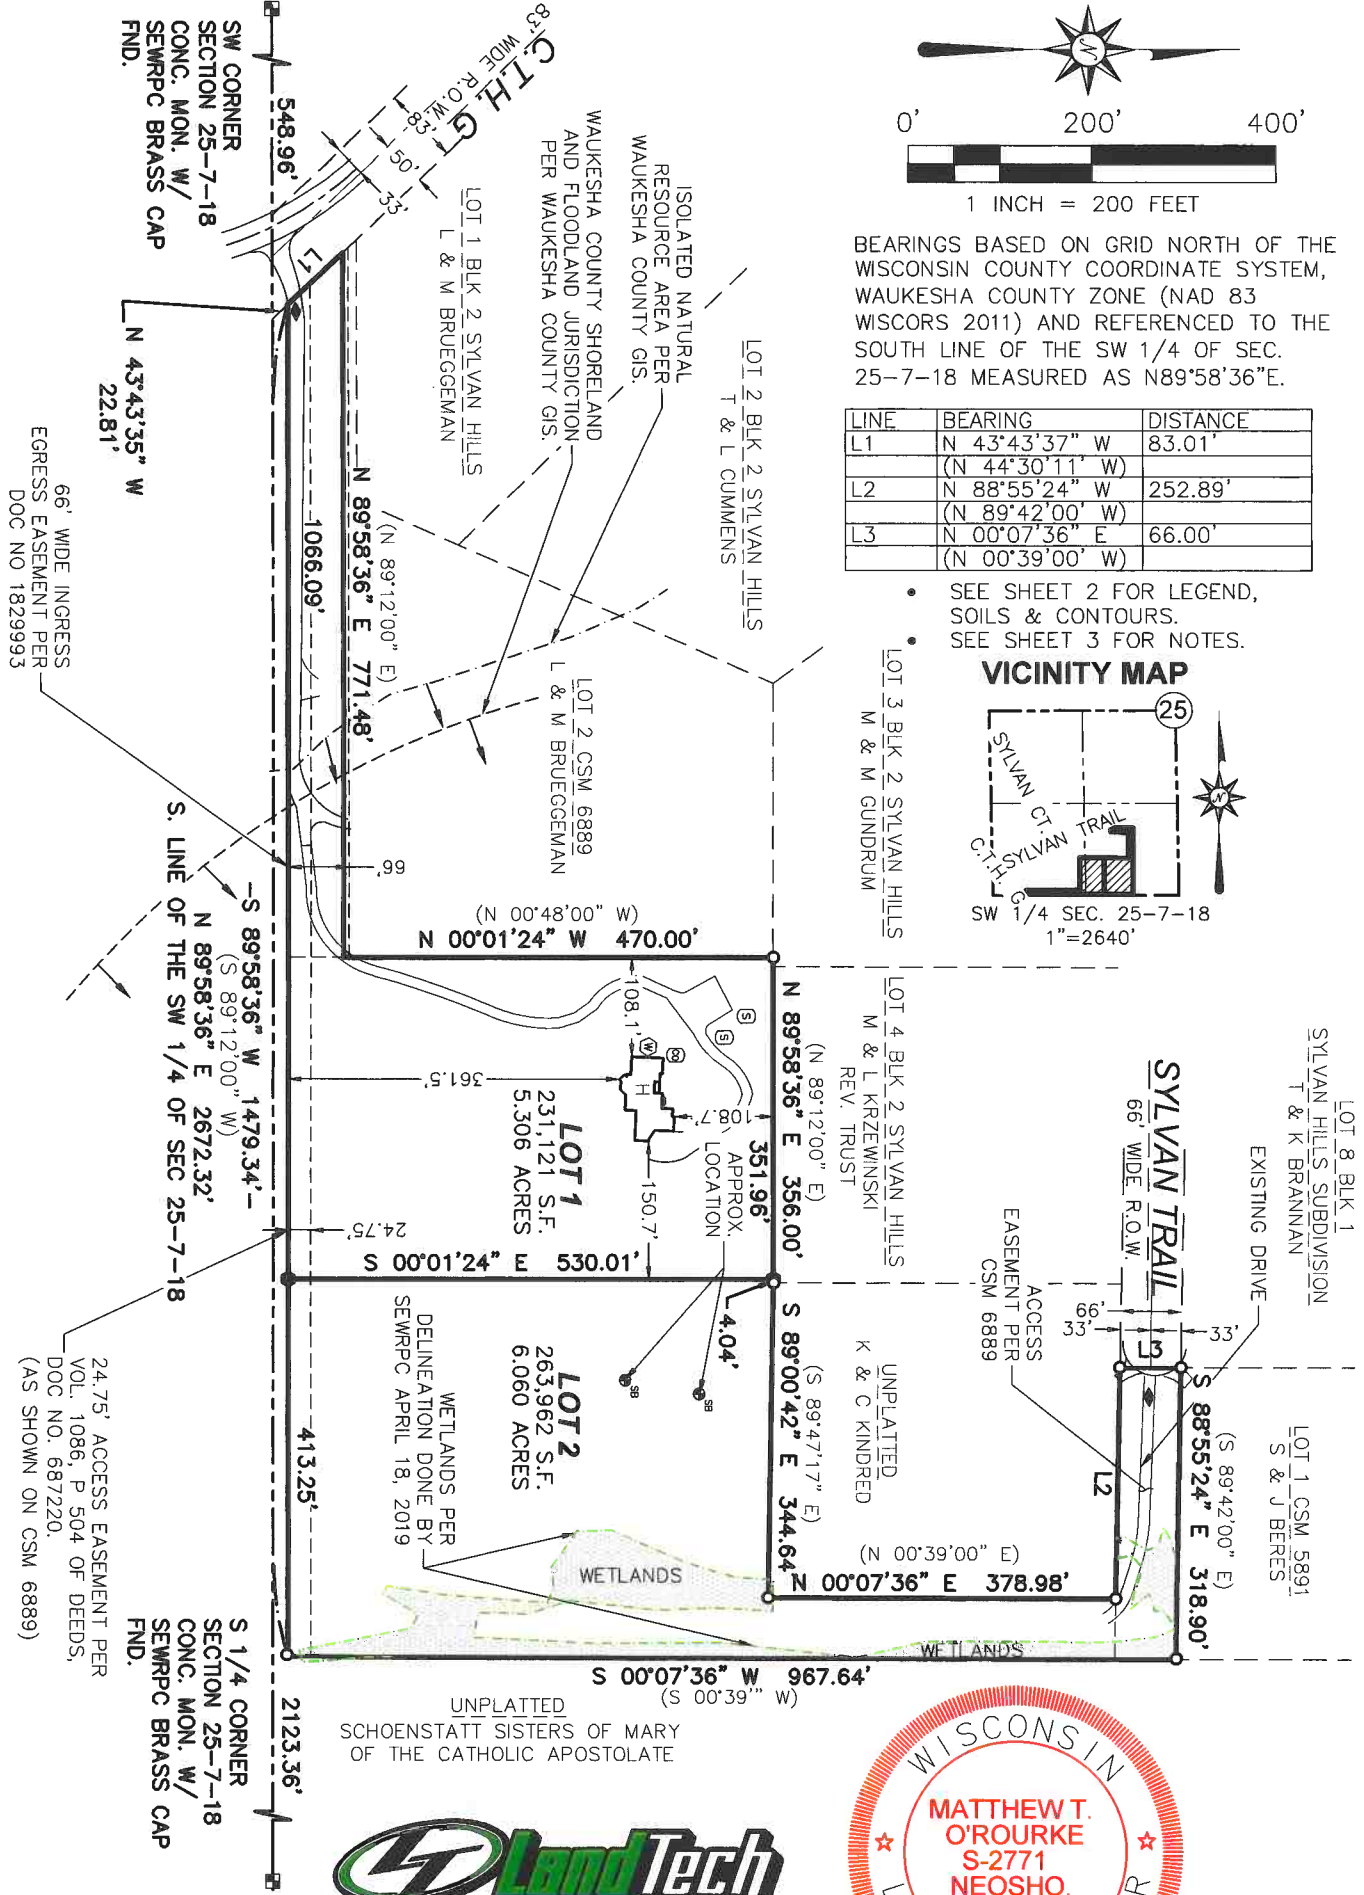 0'
200'
400'
1 INCH = 200 FEET
BEARINGS BASED ON GRID NORTH OF THE
WISCONSIN COUNTY COORDINATE SYSTEM,
WAUKESHA COUNTY ZONE (NAD 83
WISCORS 2011) AND REFERENCED TO THE
SOUTH LINE OF THE SW 1/4 OF SEC.
25-7-18 MEASURED AS N89°58'36"E.
LINE BEARING DISTANCE
L1 N 43°43'37" W 83.01'
(N 44°30'11" W)
L2 N 88°55'24" W 252.89'
(N 89°42'00" W)
L3 N 00°07'36" E 66.00'
(N 00°39'00" W)
• SEE SHEET 2 FOR LEGEND,
SOILS & CONTOURS.
• SEE SHEET 3 FOR NOTES.
VICINITY MAP
25
SYLVAN CT.
SYLVAN TRAIL
C.T.H. G
N
SW 1/4 SEC. 25-7-18
1"=2640'
N
C.T.H. G
83' WIDE R.O.W.
83'
50'
33'
L1
SW CORNER
SECTION 25-7-18
CONC. MON. W/
SEWRPC BRASS CAP
FND.
548.96'
N 43°43'35" W
22.81'
66' WIDE INGRESS
EGRESS EASEMENT PER
DOC NO 1829993
LOT 1 BLK 2 SYLVAN HILLS
L & M BRUEGGEMAN
ISOLATED NATURAL
RESOURCE AREA PER
WAUKESHA COUNTY GIS.
WAUKESHA COUNTY SHORELAND
AND FLOODLAND JURISDICTION
PER WAUKESHA COUNTY GIS.
LOT 2 BLK 2 SYLVAN HILLS
T & L CUMMENS
(N 89°12'00" E)
N 89°58'36" E 771.48'
1066.09'
LOT 2 CSM 6889
L & M BRUEGGEMAN
66'
LOT 3 BLK 2 SYLVAN HILLS
M & M GUNDRUM
(N 00°48'00" W)
N 00°01'24" W 470.00'
S 89°58'36" W 1479.34'
(S 89°12'00" W)
N 89°58'36" E 2672.32'
S. LINE OF THE SW 1/4 OF SEC 25-7-18
LOT 4 BLK 2 SYLVAN HILLS
M & L KRZEWINSKI
REV. TRUST
(N 89°12'00" E)
N 89°58'36" E 356.00'
351.96'
4.04'
108.1'
361.5'
108.7'
150.7'
S
S
W
CO
H
APPROX.
LOCATION
SB
SB
LOT 1
231,121 S.F.
5.306 ACRES
24.75'
S 00°01'24" E 530.01'
LOT 2
263,962 S.F.
6.060 ACRES
WETLANDS PER
DELINEATION DONE BY
SEWRPC APRIL 18, 2019
413.25'
24.75' ACCESS EASEMENT PER
VOL. 1086, P 504 OF DEEDS,
DOC NO. 687220.
(AS SHOWN ON CSM 6889)
LOT 8 BLK 1
SYLVAN HILLS SUBDIVISION
T & K BRANNAN
SYLVAN TRAIL
66' WIDE R.O.W.
EXISTING DRIVE
ACCESS
EASEMENT PER
CSM 6889
66'
33'
33'
L3
L2
UNPLATTED
K & C KINDRED
(S 89°47'17" E)
S 89°00'42" E 344.64'
LOT 1 CSM 5891
S & J BERES
(S 89°42'00" E)
S 88°55'24" E 318.90'
(N 00°39'00" E)
N 00°07'36" E 378.98'
WETLANDS
WETLANDS
S 00°07'36" W 967.64'
(S 00°39'" W)
UNPLATTED
SCHOENSTATT SISTERS OF MARY
OF THE CATHOLIC APOSTOLATE
S 1/4 CORNER
SECTION 25-7-18
CONC. MON. W/
SEWRPC BRASS CAP
FND.
2123.36'
LT LandTech
WISCONSIN
MATTHEW T.
O'ROURKE
S-2771
NEOSHO,